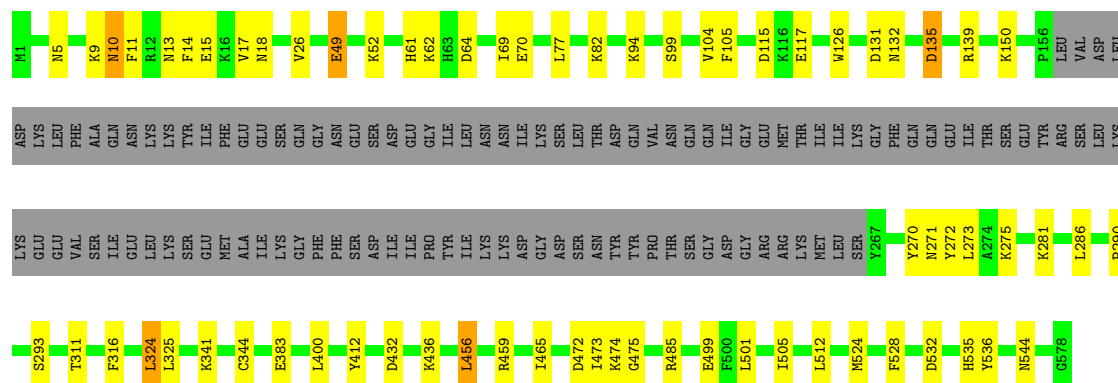 M1 N5 K9 N10 F11 R12 N13 F14 E15 K16 V17 N18 V26 E49 K52 H61 K62 H63 D64 I69 E70 L77 K82 K94 S99 V104 F105 D115 K116 E117 W126 D131 N132 D135 R139 K150 P156 LEU VAL ASP LEU
ASP LYS LEU PHE ALA GLN ASN LYS LYS TYR ILE PHE GLU GLU SER GLN GLY ASN GLU SER ASP GLY ILE LEU ASN ASN ILE LYS SER LEU THR ASP GLN VAL ASN GLN GLN ILE GLY GLU MET THR ILE ILE LYS GLY PHE GLN GLN GLU ILE THR SER GLU TYR ARG SER LEU LYS
LYS GLU GLU VAL SER ILE GLU LEU LYS SER GLU MET ALA ILE LYS GLY PHE PHE SER ASP ILE ILE PRO TYR ILE LYS LYS ASP GLY ASP SER ASN TYR TYR PRO THR SER GLY ASP GLY ARG ARG LYS MET LEU SER Y267 Y270 N271 Y272 L273 A274 K275 K281 L286
S293 T311 F316 L324 L325 K341 C344 E383 L400 Y412 D432 K436 L456 R459 I465 D472 I473 K474 G475 R485 E499 F500 L501 I505 L512 M524 F528 D532 H535 Y536 N544 G578